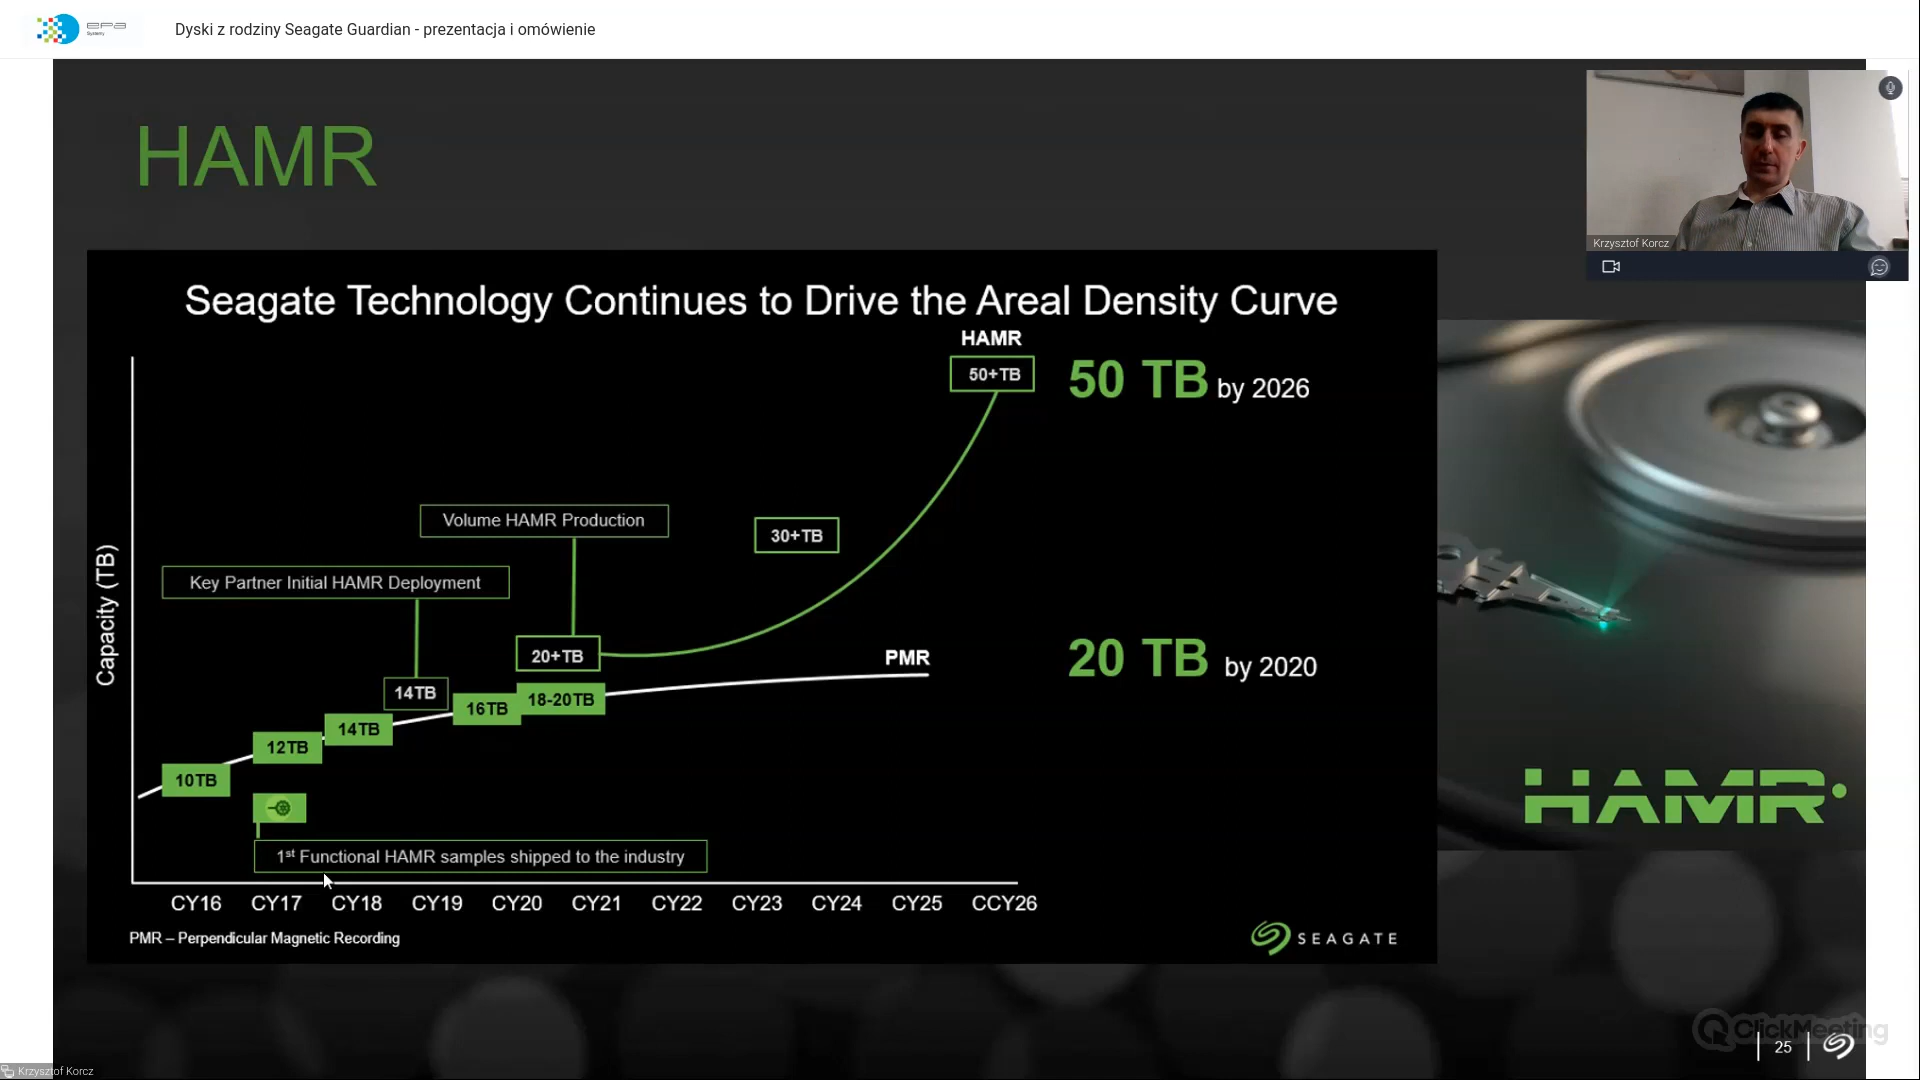 epa
Systemy
Dyski z rodziny Seagate Guardian - prezentacja i omówienie
HAMR
Krzysztof Korcz
Seagate Technology Continues to Drive the Areal Density Curve
HAMR
50+TB
50 TB by 2026
Volume HAMR Production
30+TB
Key Partner Initial HAMR Deployment
Capacity (TB)
20+TB
PMR
20 TB by 2020
14TB
16TB
18-20TB
14TB
12TB
10TB
1st Functional HAMR samples shipped to the industry
CY16 CY17 CY18 CY19 CY20 CY21 CY22 CY23 CY24 CY25 CCY26
PMR – Perpendicular Magnetic Recording
SEAGATE
HAMR
ClickMeeting
25
Krzysztof Korcz